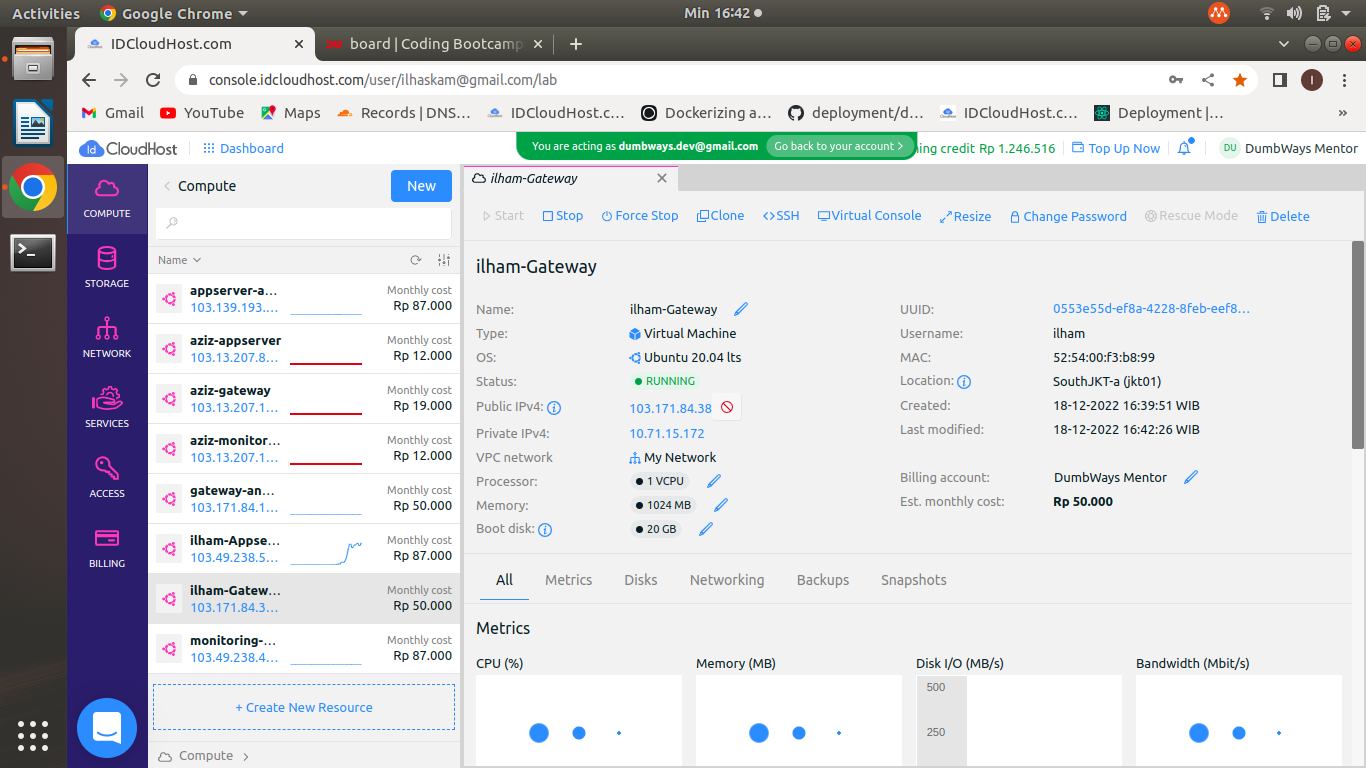 Activities Google Chrome Min 16:42
IDCloudHost.com board | Coding Bootcamp
console.idcloudhost.com/user/ilhaskam@gmail.com/lab
Gmail YouTube Maps Records | DNS... IDCloudHost.c... Dockerizing a... deployment/d... IDCloudHost.c... Deployment |... »
Id CloudHost Dashboard You are acting as dumbways.dev@gmail.com Go back to your account > credit Rp 1.246.516 Top Up Now DU DumbWays Mentor
COMPUTE
STORAGE
NETWORK
SERVICES
ACCESS
BILLING
Compute New
Name
appserver-a... Monthly cost
103.139.193.... Rp 87.000
aziz-appserver Monthly cost
103.13.207.8... Rp 12.000
aziz-gateway Monthly cost
103.13.207.1... Rp 19.000
aziz-monitor... Monthly cost
103.13.207.1... Rp 12.000
gateway-an... Monthly cost
103.171.84.1... Rp 50.000
ilham-Appse... Monthly cost
103.49.238.5... Rp 87.000
ilham-Gatew... Monthly cost
103.171.84.3... Rp 50.000
monitoring-... Monthly cost
103.49.238.4... Rp 87.000
+ Create New Resource
Compute >
ilham-Gateway
Start Stop Force Stop Clone SSH Virtual Console Resize Change Password Rescue Mode Delete
ilham-Gateway
Name: ilham-Gateway
Type: Virtual Machine
OS: Ubuntu 20.04 lts
Status: RUNNING
Public IPv4: 103.171.84.38
Private IPv4: 10.71.15.172
VPC network My Network
Processor: 1 VCPU
Memory: 1024 MB
Boot disk: 20 GB
UUID: 0553e55d-ef8a-4228-8feb-eef8...
Username: ilham
MAC: 52:54:00:f3:b8:99
Location: SouthJKT-a (jkt01)
Created: 18-12-2022 16:39:51 WIB
Last modified: 18-12-2022 16:42:26 WIB
Billing account: DumbWays Mentor
Est. monthly cost: Rp 50.000
All Metrics Disks Networking Backups Snapshots
Metrics
CPU (%) Memory (MB) Disk I/O (MB/s) Bandwidth (Mbit/s)
500
250